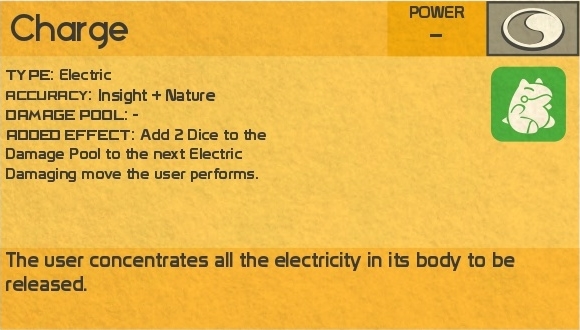 Charge
POWER
–
TYPE: Electric
ACCURACY: Insight + Nature
DAMAGE POOL: -
ADDED EFFECT: Add 2 Dice to the
Damage Pool to the next Electric
Damaging move the user performs.
The user concentrates all the electricity in its body to be
released.